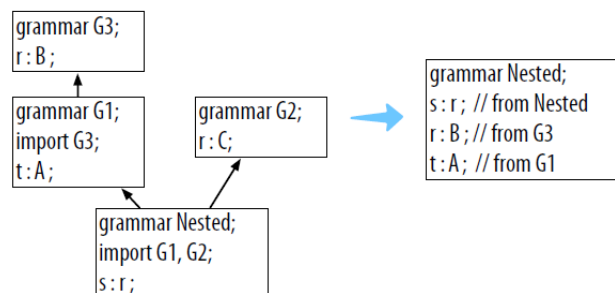 grammar G3;
r : B ;
grammar G1;
import G3;
t : A ;
grammar G2;
r : C;
grammar Nested;
import G1, G2;
s : r ;
grammar Nested;
s : r ; // from Nested
r : B ; // from G3
t : A ; // from G1